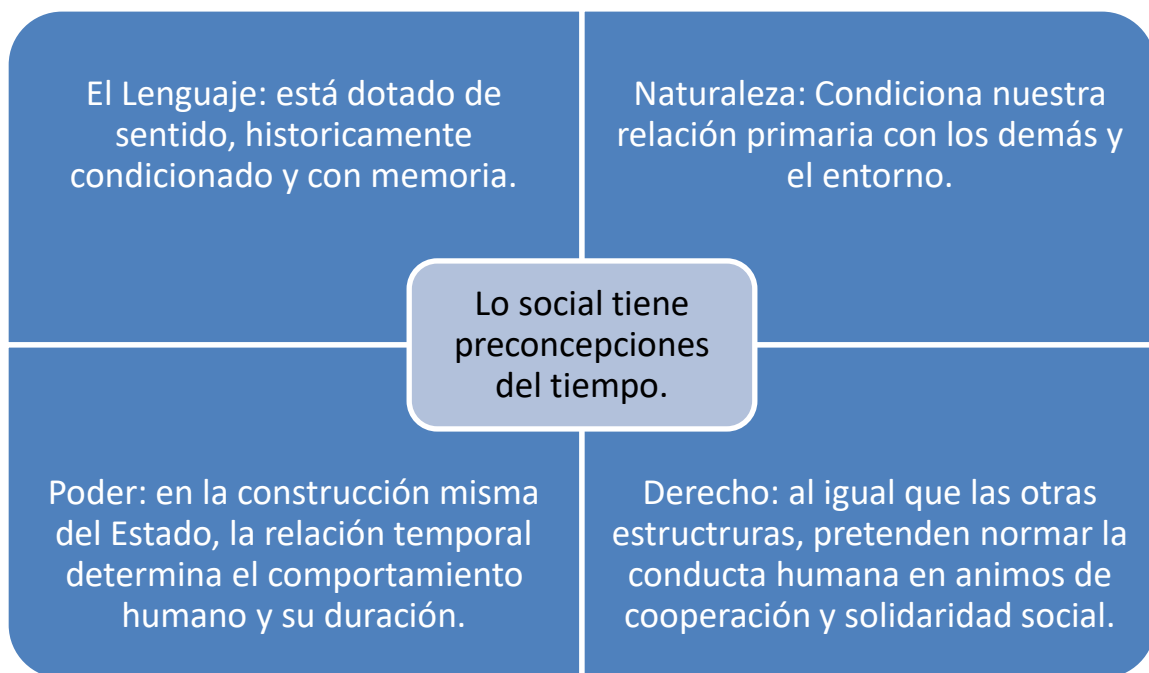 El Lenguaje: está dotado de
sentido, historicamente
condicionado y con memoria.
Naturaleza: Condiciona nuestra
relación primaria con los demás y
el entorno.
Lo social tiene
preconcepciones
del tiempo.
Poder: en la construcción misma
del Estado, la relación temporal
determina el comportamiento
humano y su duración.
Derecho: al igual que las otras
estructruras, pretenden normar la
conducta humana en animos de
cooperación y solidaridad social.